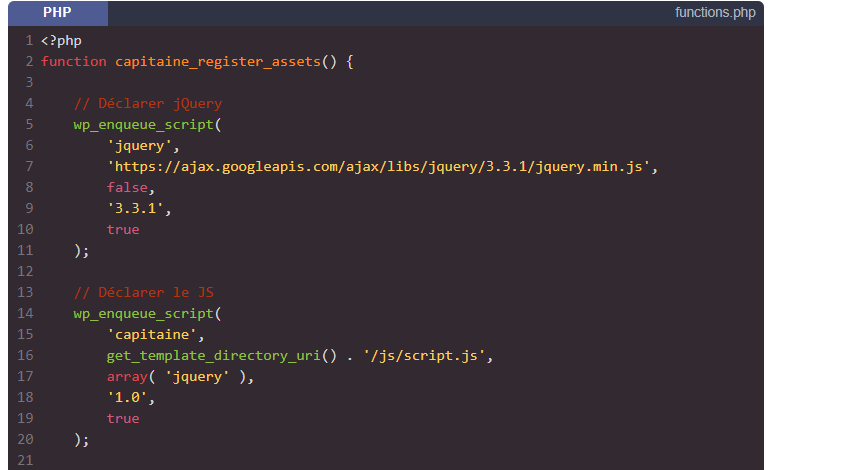 PHP
functions.php
1 <?php
2 function capitaine_register_assets() {
3
4     // Déclarer jQuery
5     wp_enqueue_script(
6         'jquery',
7         'https://ajax.googleapis.com/ajax/libs/jquery/3.3.1/jquery.min.js',
8         false,
9         '3.3.1',
10         true
11     );
12
13     // Déclarer le JS
14     wp_enqueue_script(
15         'capitaine',
16         get_template_directory_uri() . '/js/script.js',
17         array( 'jquery' ),
18         '1.0',
19         true
20     );
21